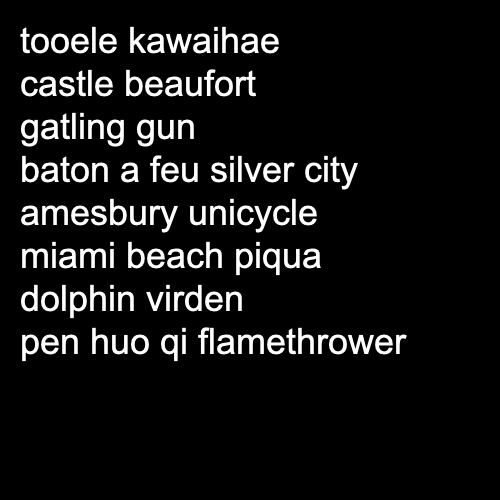 tooele kawaihae
castle beaufort
gatling gun
baton a feu silver city
amesbury unicycle
miami beach piqua
dolphin virden
pen huo qi flamethrower